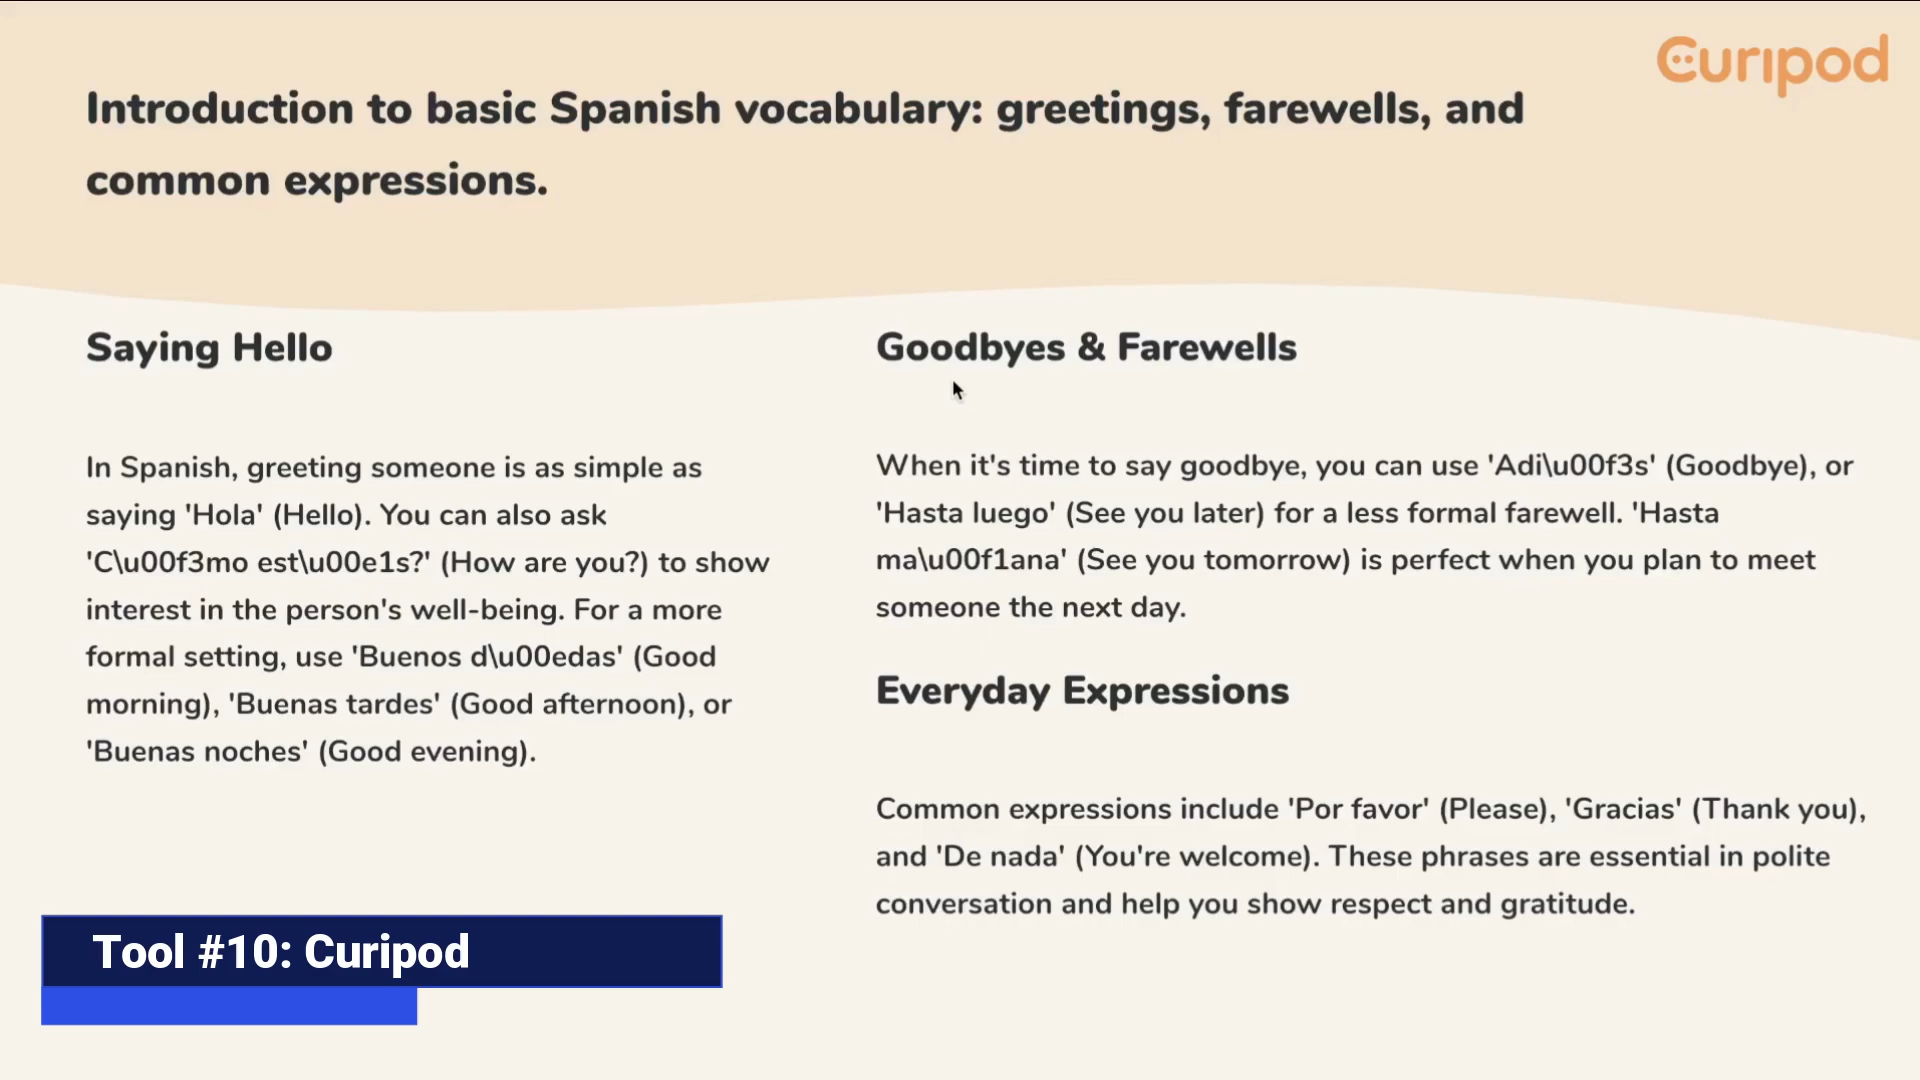 Curipod
Introduction to basic Spanish vocabulary: greetings, farewells, and
common expressions.
Saying Hello
In Spanish, greeting someone is as simple as
saying 'Hola' (Hello). You can also ask
'C\u00f3mo est\u00e1s?' (How are you?) to show
interest in the person's well-being. For a more
formal setting, use 'Buenos d\u00edas' (Good
morning), 'Buenas tardes' (Good afternoon), or
'Buenas noches' (Good evening).
Goodbyes & Farewells
When it's time to say goodbye, you can use 'Adi\u00f3s' (Goodbye), or
'Hasta luego' (See you later) for a less formal farewell. 'Hasta
ma\u00f1ana' (See you tomorrow) is perfect when you plan to meet
someone the next day.
Everyday Expressions
Common expressions include 'Por favor' (Please), 'Gracias' (Thank you),
and 'De nada' (You're welcome). These phrases are essential in polite
conversation and help you show respect and gratitude.
Tool #10: Curipod